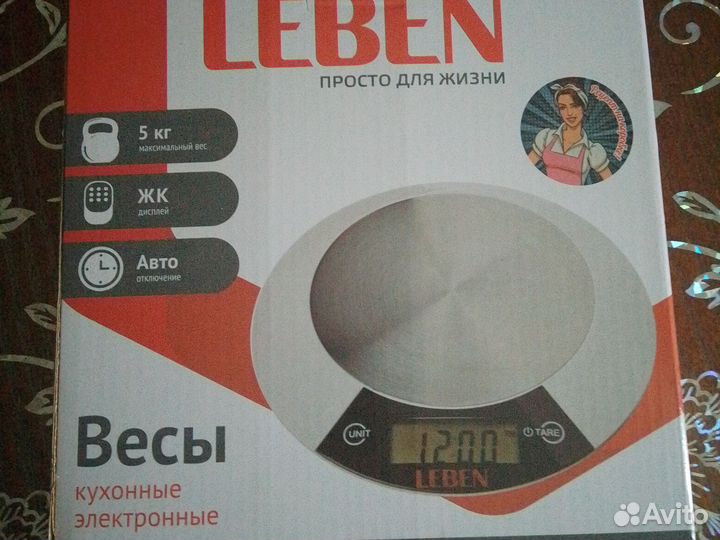 LEBEN
ПРОСТО ДЛЯ ЖИЗНИ
5 кг
максимальный вес
ЖК
дисплей
Авто
отключение
UNIT
1200
TARE
LEBEN
Весы
кухонные
электронные
Avito